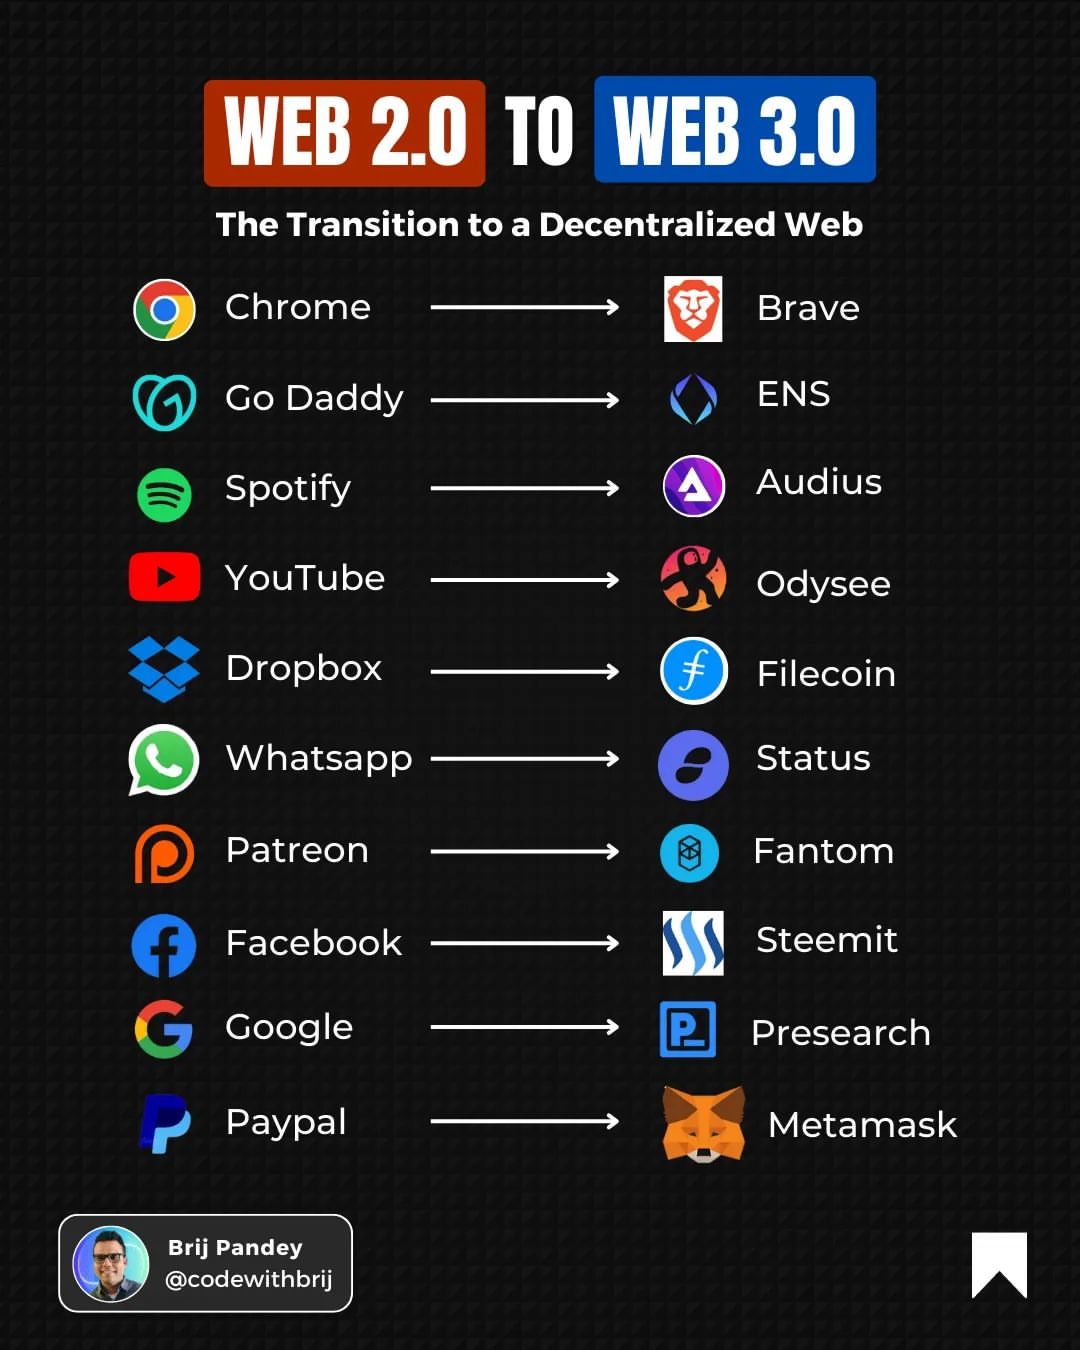 WEB 2.0 TO WEB 3.0
The Transition to a Decentralized Web
Chrome Brave
Go Daddy ENS
Spotify Audius
YouTube Odysee
Dropbox Filecoin
Whatsapp Status
Patreon Fantom
Facebook Steemit
Google Presearch
Paypal Metamask
Brij Pandey
@codewithbrij